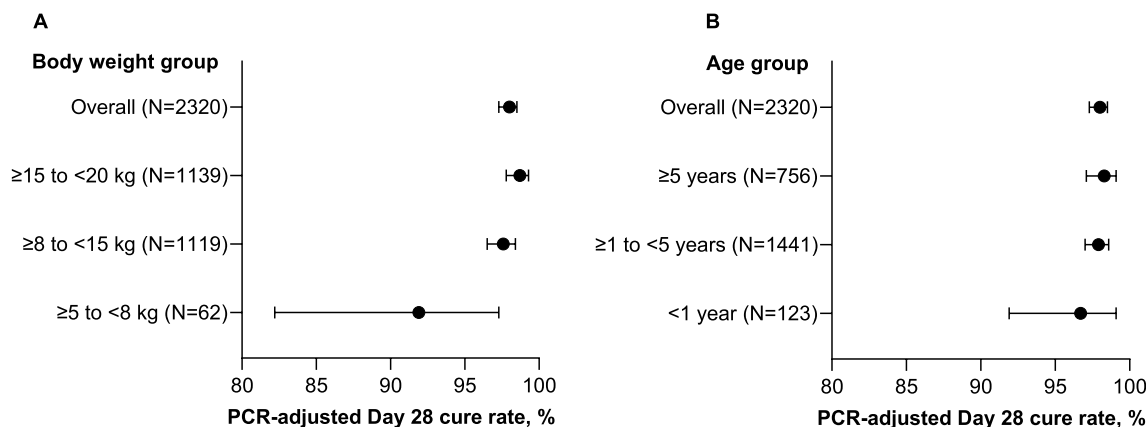 A
Body weight group
Overall (N=2320)
≥15 to <20 kg (N=1139)
≥8 to <15 kg (N=1119)
≥5 to <8 kg (N=62)
80 85 90 95 100
PCR-adjusted Day 28 cure rate, %
B
Age group
Overall (N=2320)
≥5 years (N=756)
≥1 to <5 years (N=1441)
<1 year (N=123)
80 85 90 95 100
PCR-adjusted Day 28 cure rate, %